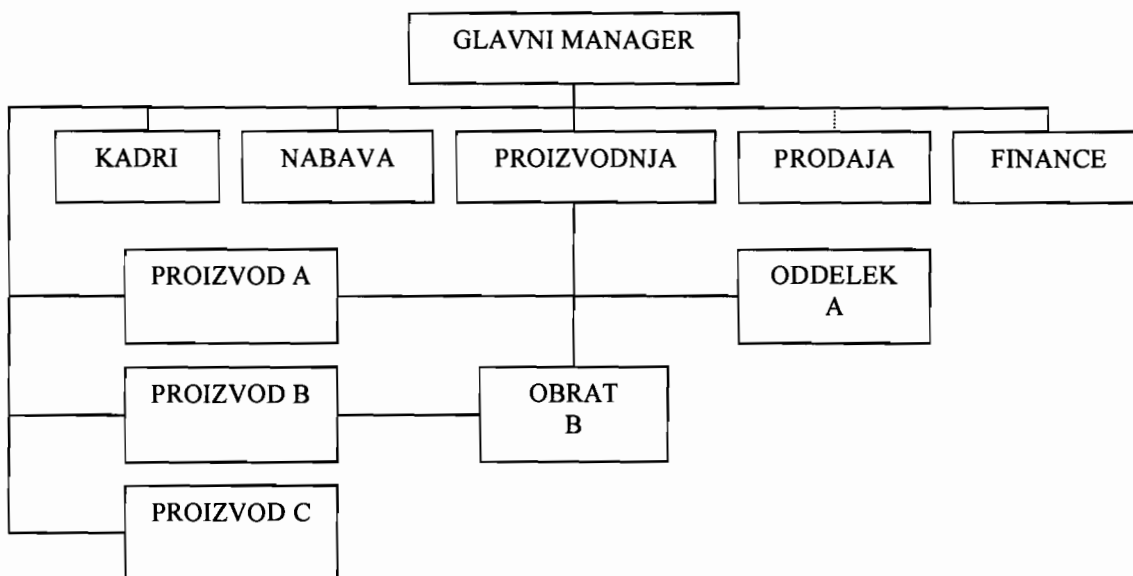 GLAVNI MANAGER
KADRI
NABAVA
PROIZVODNJA
PRODAJA
FINANCE
PROIZVOD A
ODDELEK
A
PROIZVOD B
OBRAT
B
PROIZVOD C